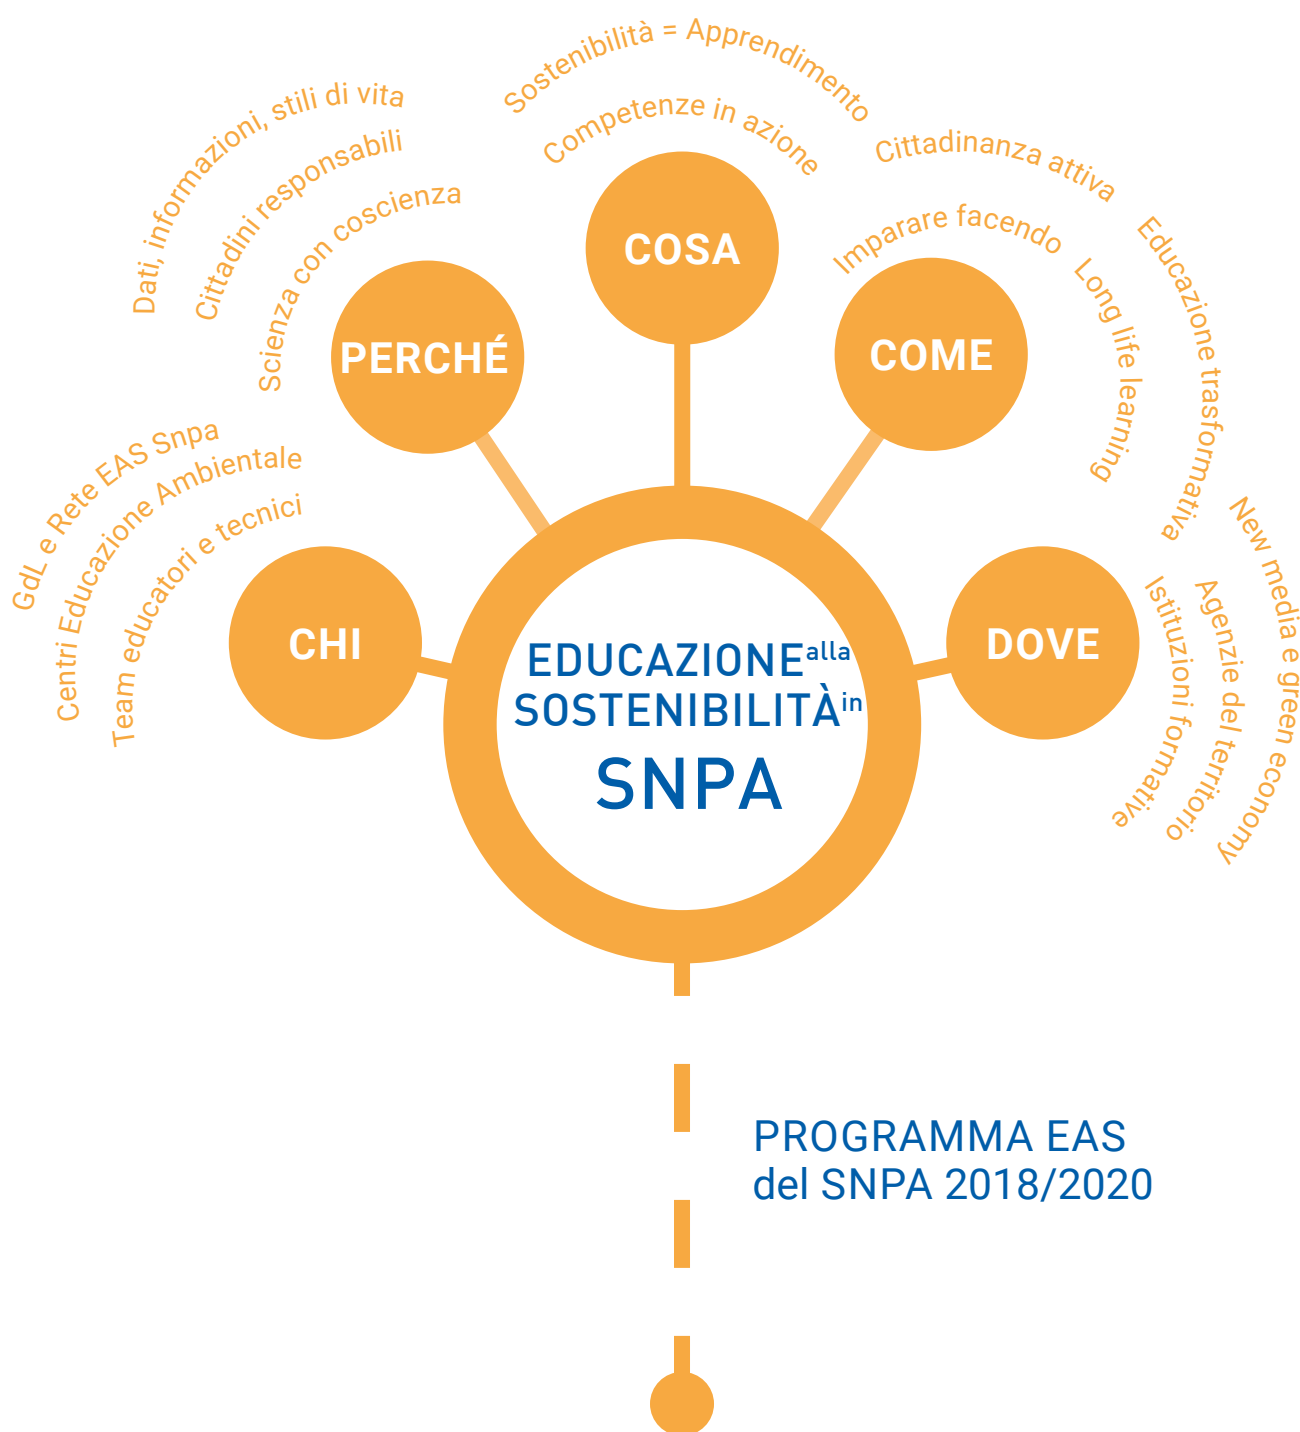 Sostenibilità = Apprendimento
Competenze in azione
COSA
Dati, informazioni, stili di vita
Cittadini responsabili
Scienza con coscienza
PERCHÉ
Cittadinanza attiva
Imparare facendo
Educazione trasformativa
Long life learning
COME
GdL e Rete EAS Snpa
Centri Educazione Ambientale
Team educatori e tecnici
CHI
New media e green economy
Agenzie del territorio
Istituzioni formative
DOVE
EDUCAZIONE alla
SOSTENIBILITÀ in
SNPA
PROGRAMMA EAS
del SNPA 2018/2020